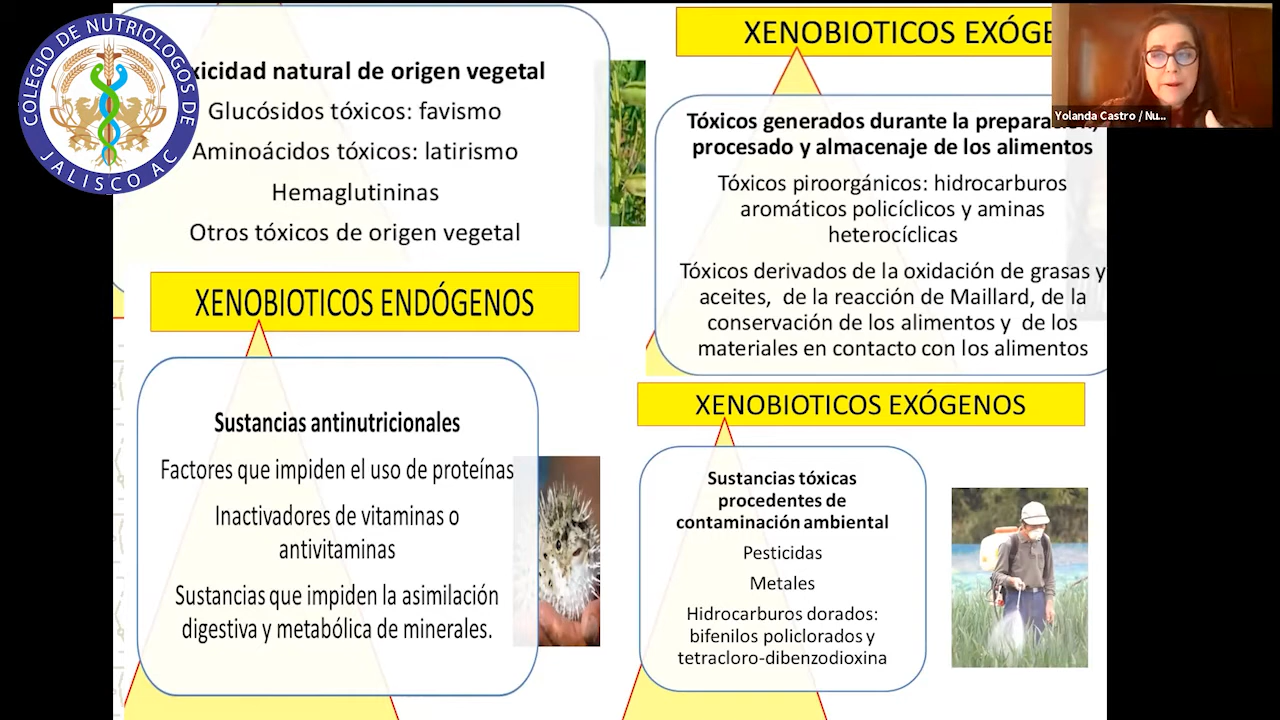 COLEGIO DE NUTRIOLOGOS DE
JALISCO AC
natural de origen vegetal
Glucósidos tóxicos: favismo
Aminoácidos tóxicos: latirismo
Hemaglutininas
Otros tóxicos de origen vegetal
XENOBIOTICOS ENDÓGENOS
Sustancias antinutricionales
Factores que impiden el uso de proteínas
Inactivadores de vitaminas o
antivitaminas
Sustancias que impiden la asimilación
digestiva y metabólica de minerales.
XENOBIOTICOS
Yolanda Castro / Nu...
Tóxicos generados durante la
procesado y almacenaje de los alimentos
Tóxicos piroorgánicos: hidrocarburos
aromáticos policíclicos y aminas
heterocíclicas
Tóxicos derivados de la oxidación de grasas y
aceites, de la reacción de Maillard, de la
conservación de los alimentos y de los
materiales en contacto con los alimentos
XENOBIOTICOS EXÓGENOS
Sustancias tóxicas
procedentes de
contaminación ambiental
Pesticidas
Metales
Hidrocarburos dorados:
bifenilos policlorados y
tetracloro-dibenzodioxina